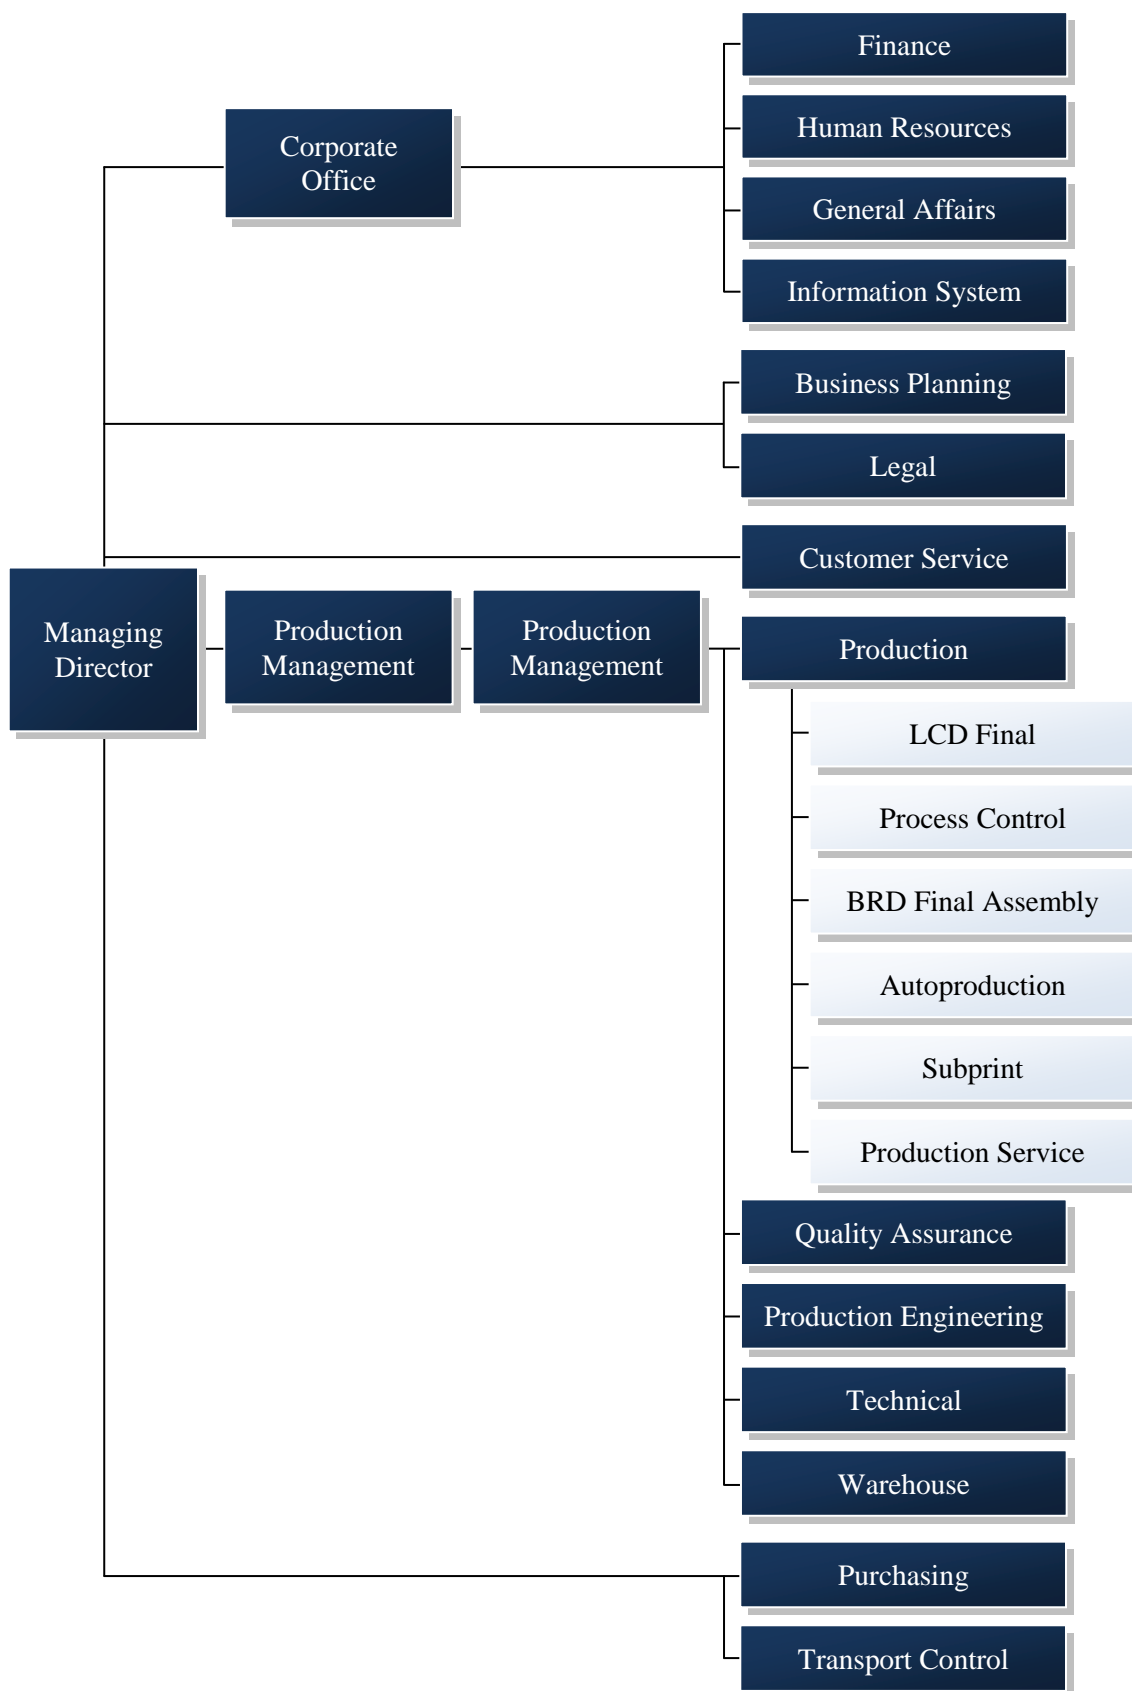 Finance
Human Resources
Corporate
Office
General Affairs
Information System
Business Planning
Legal
Customer Service
Managing
Director
Production
Management
Production
Management
Production
LCD Final
Process Control
BRD Final Assembly
Autoproduction
Subprint
Production Service
Quality Assurance
Production Engineering
Technical
Warehouse
Purchasing
Transport Control